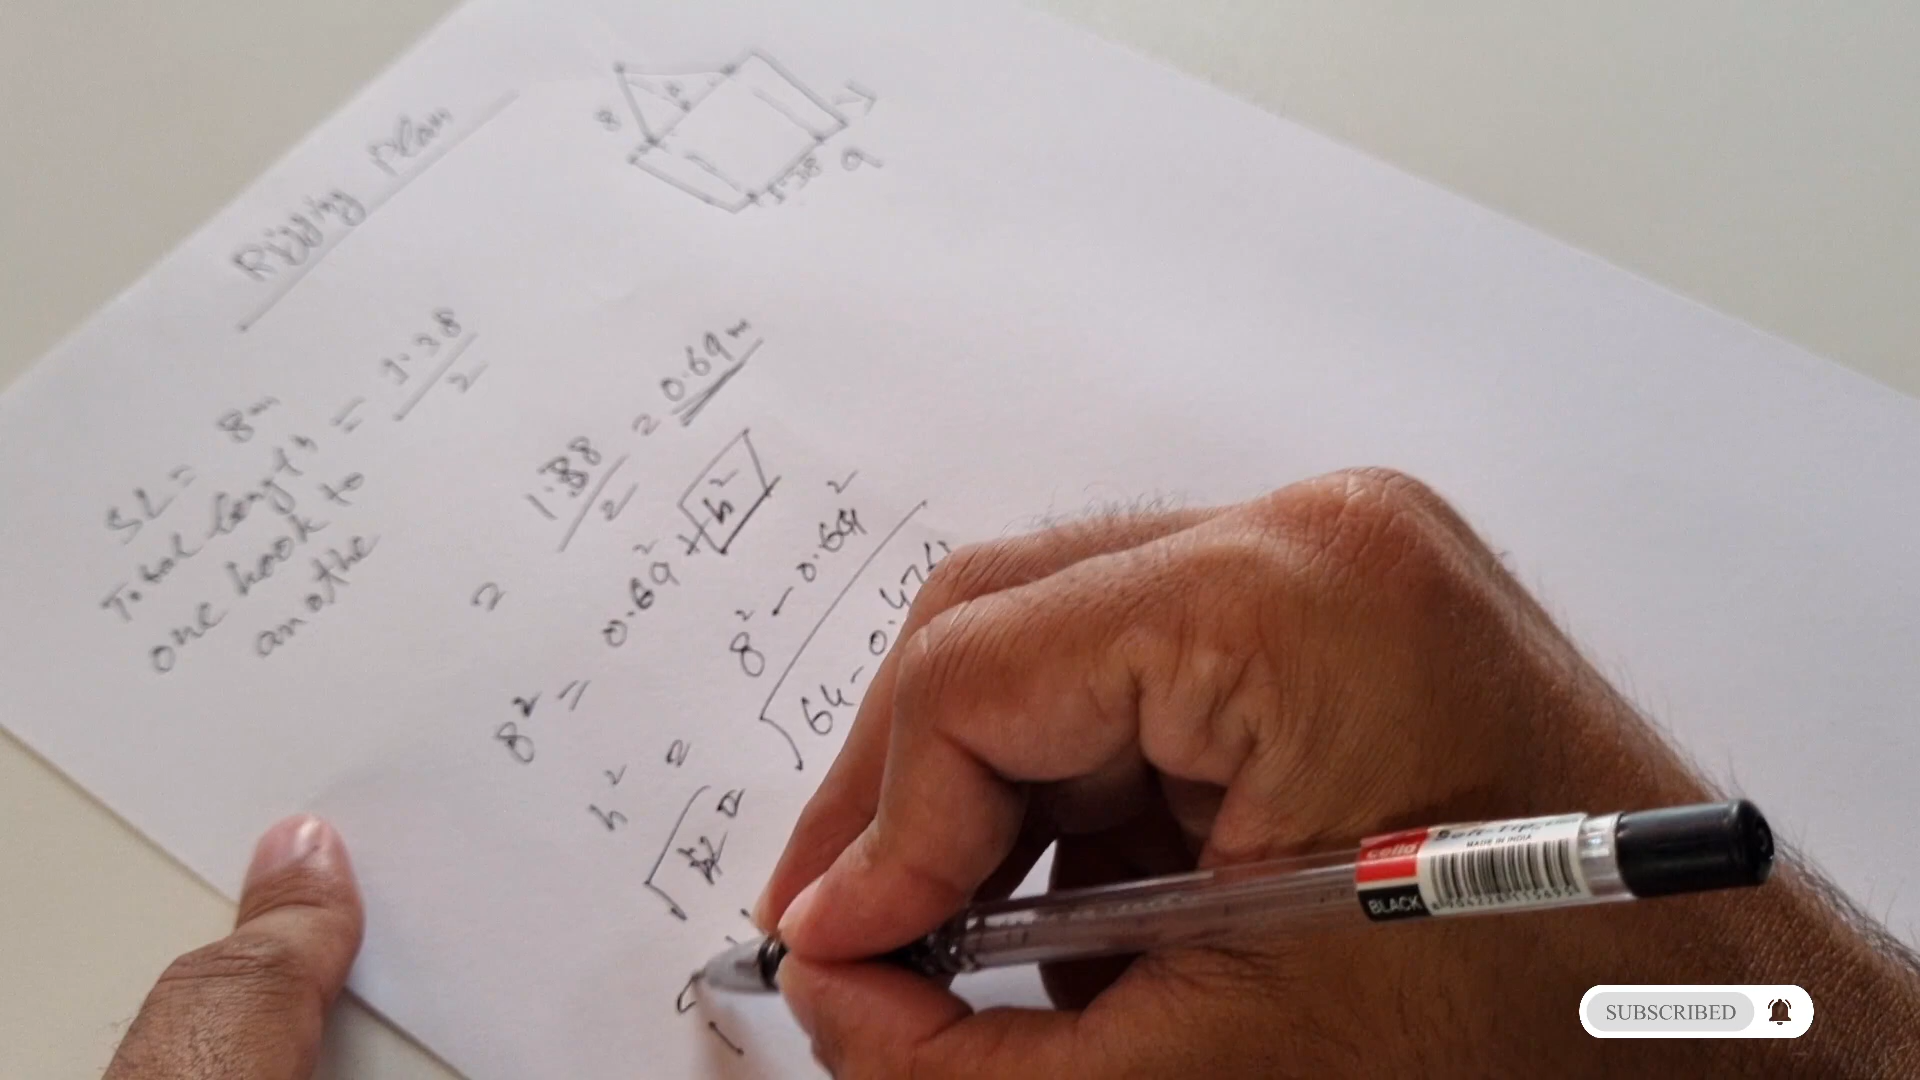 Rigging Plan
8
h
1.38
9
SL = 8m
Total length = 1.38/2
one hook to
anothe
= 1.38/2 = 0.69m
8² = 0.69² + h²
h² = 8² - 0.69²
√h² = √64-0.476
cello
MADE IN INDIA
BLACK
SUBSCRIBED